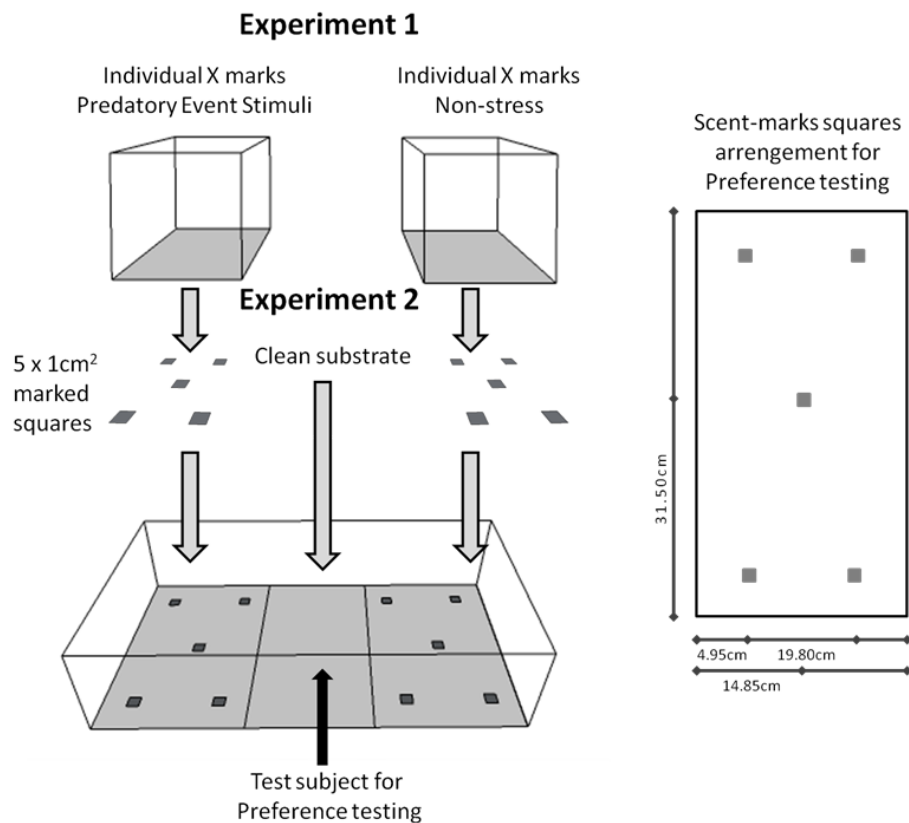 Experiment 1
Individual X marks
Predatory Event Stimuli
Individual X marks
Non-stress
Experiment 2
5 x 1cm²
marked
squares
Clean substrate
Test subject for
Preference testing
Scent-marks squares
arrengement for
Preference testing
31.50cm
4.95cm
19.80cm
14.85cm